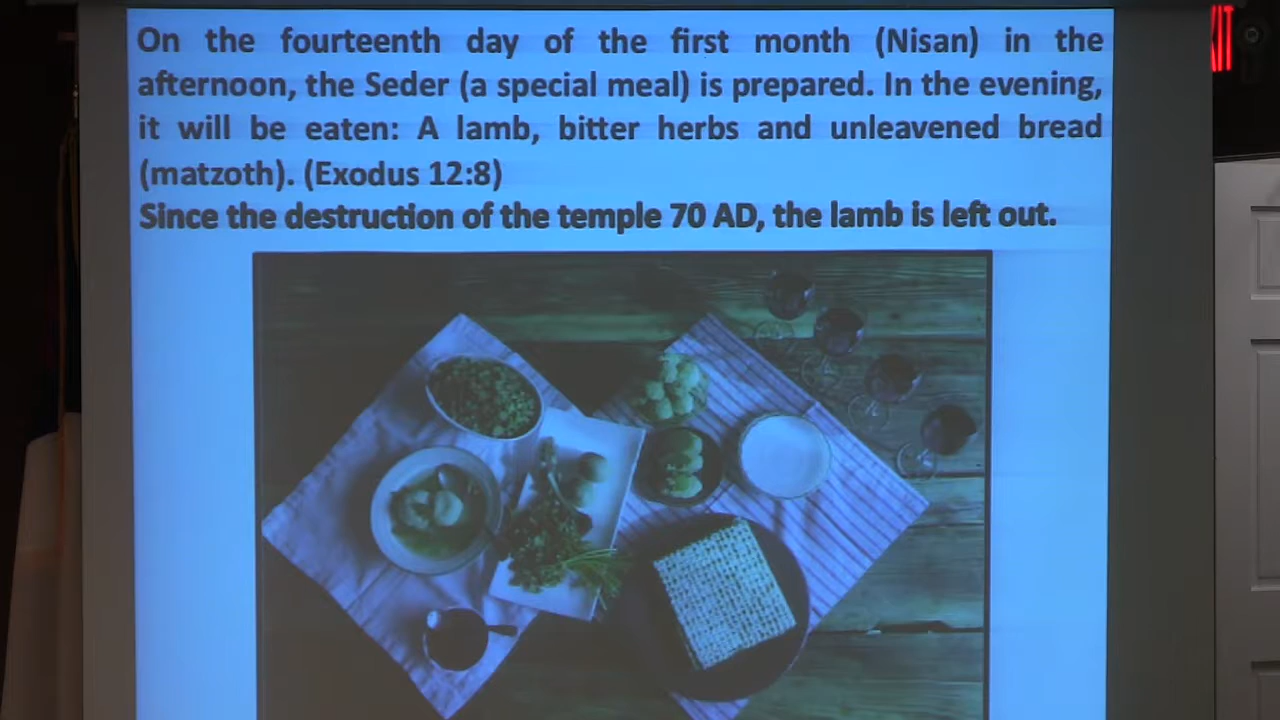 On the fourteenth day of the first month (Nisan) in the
afternoon, the Seder (a special meal) is prepared. In the evening,
it will be eaten: A lamb, bitter herbs and unleavened bread
(matzoth). (Exodus 12:8)
Since the destruction of the temple 70 AD, the lamb is left out.